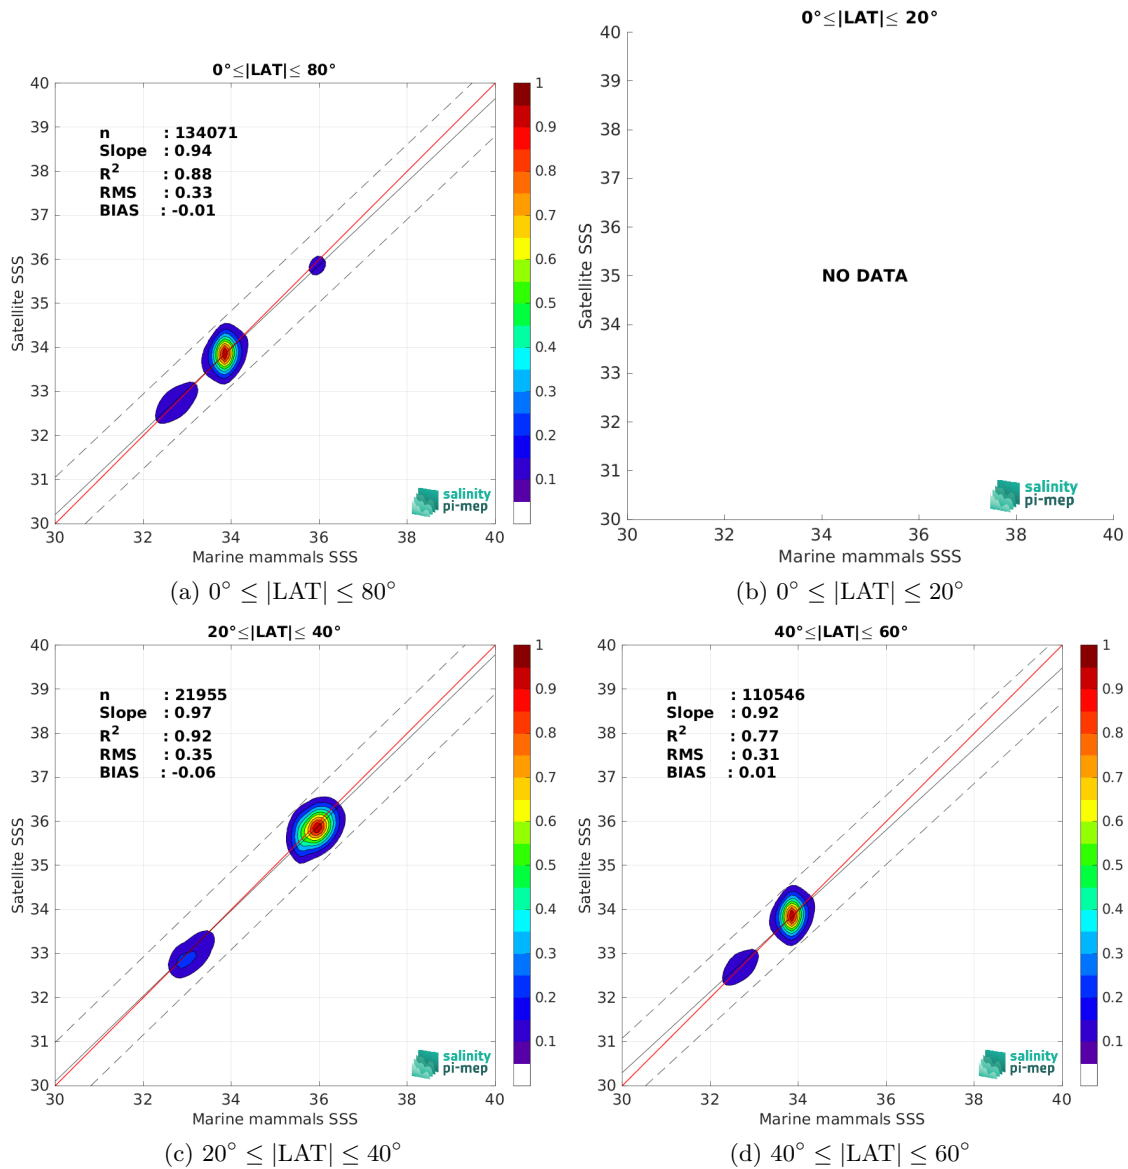 0°≤|LAT|≤ 80°
40
39
38
37
36
35
34
33
32
31
30
Satellite SSS
n : 134071
Slope : 0.94
R² : 0.88
RMS : 0.33
BIAS : -0.01
salinity
pi-mep
30 32 34 36 38 40
Marine mammals SSS
1
0.9
0.8
0.7
0.6
0.5
0.4
0.3
0.2
0.1
(a) 0° ≤ |LAT| ≤ 80°
0°≤|LAT|≤ 20°
40
39
38
37
36
35
34
33
32
31
30
Satellite SSS
NO DATA
salinity
pi-mep
30 32 34 36 38 40
Marine mammals SSS
(b) 0° ≤ |LAT| ≤ 20°
20°≤|LAT|≤ 40°
40
39
38
37
36
35
34
33
32
31
30
Satellite SSS
n : 21955
Slope : 0.97
R² : 0.92
RMS : 0.35
BIAS : -0.06
salinity
pi-mep
30 32 34 36 38 40
Marine mammals SSS
1
0.9
0.8
0.7
0.6
0.5
0.4
0.3
0.2
0.1
(c) 20° ≤ |LAT| ≤ 40°
40°≤|LAT|≤ 60°
40
39
38
37
36
35
34
33
32
31
30
Satellite SSS
n : 110546
Slope : 0.92
R² : 0.77
RMS : 0.31
BIAS : 0.01
salinity
pi-mep
30 32 34 36 38 40
Marine mammals SSS
1
0.9
0.8
0.7
0.6
0.5
0.4
0.3
0.2
0.1
(d) 40° ≤ |LAT| ≤ 60°